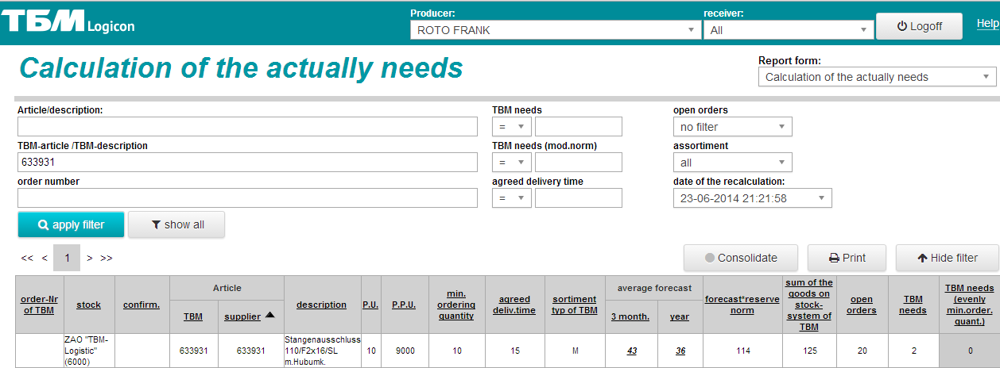 ТБМ Logicon
Producer:
ROTO FRANK
receiver:
All
Logoff
Help
Calculation of the actually needs
Report form:
Calculation of the actually needs
Article/description:
TBM needs
=
open orders
no filter
TBM-article /TBM-description
633931
TBM needs (mod.norm)
=
assortiment
all
order number
agreed delivery time
=
date of the recalculation:
23-06-2014 21:21:58
apply filter
show all
<< < 1 > >>
Consolidate
Print
Hide filter
order-Nr
of TBM
stock
confirm.
Article
TBM
supplier
description
P.U.
P.P.U.
min.
ordering
quantity
agreed
deliv.time
sortiment
typ of TBM
average forecast
3 month.
year
forecast*reserve
norm
sum of the
goods on
stock-
system of
TBM
open
orders
TBM
needs
TBM needs
(evenly
min.order.
quant.)
ZAO "TBM-
Logistic"
(6000)
633931
633931
Stangenausschluss
110/F2x16/SL
m.Hubumk.
10
9000
10
15
M
43
36
114
125
20
2
0